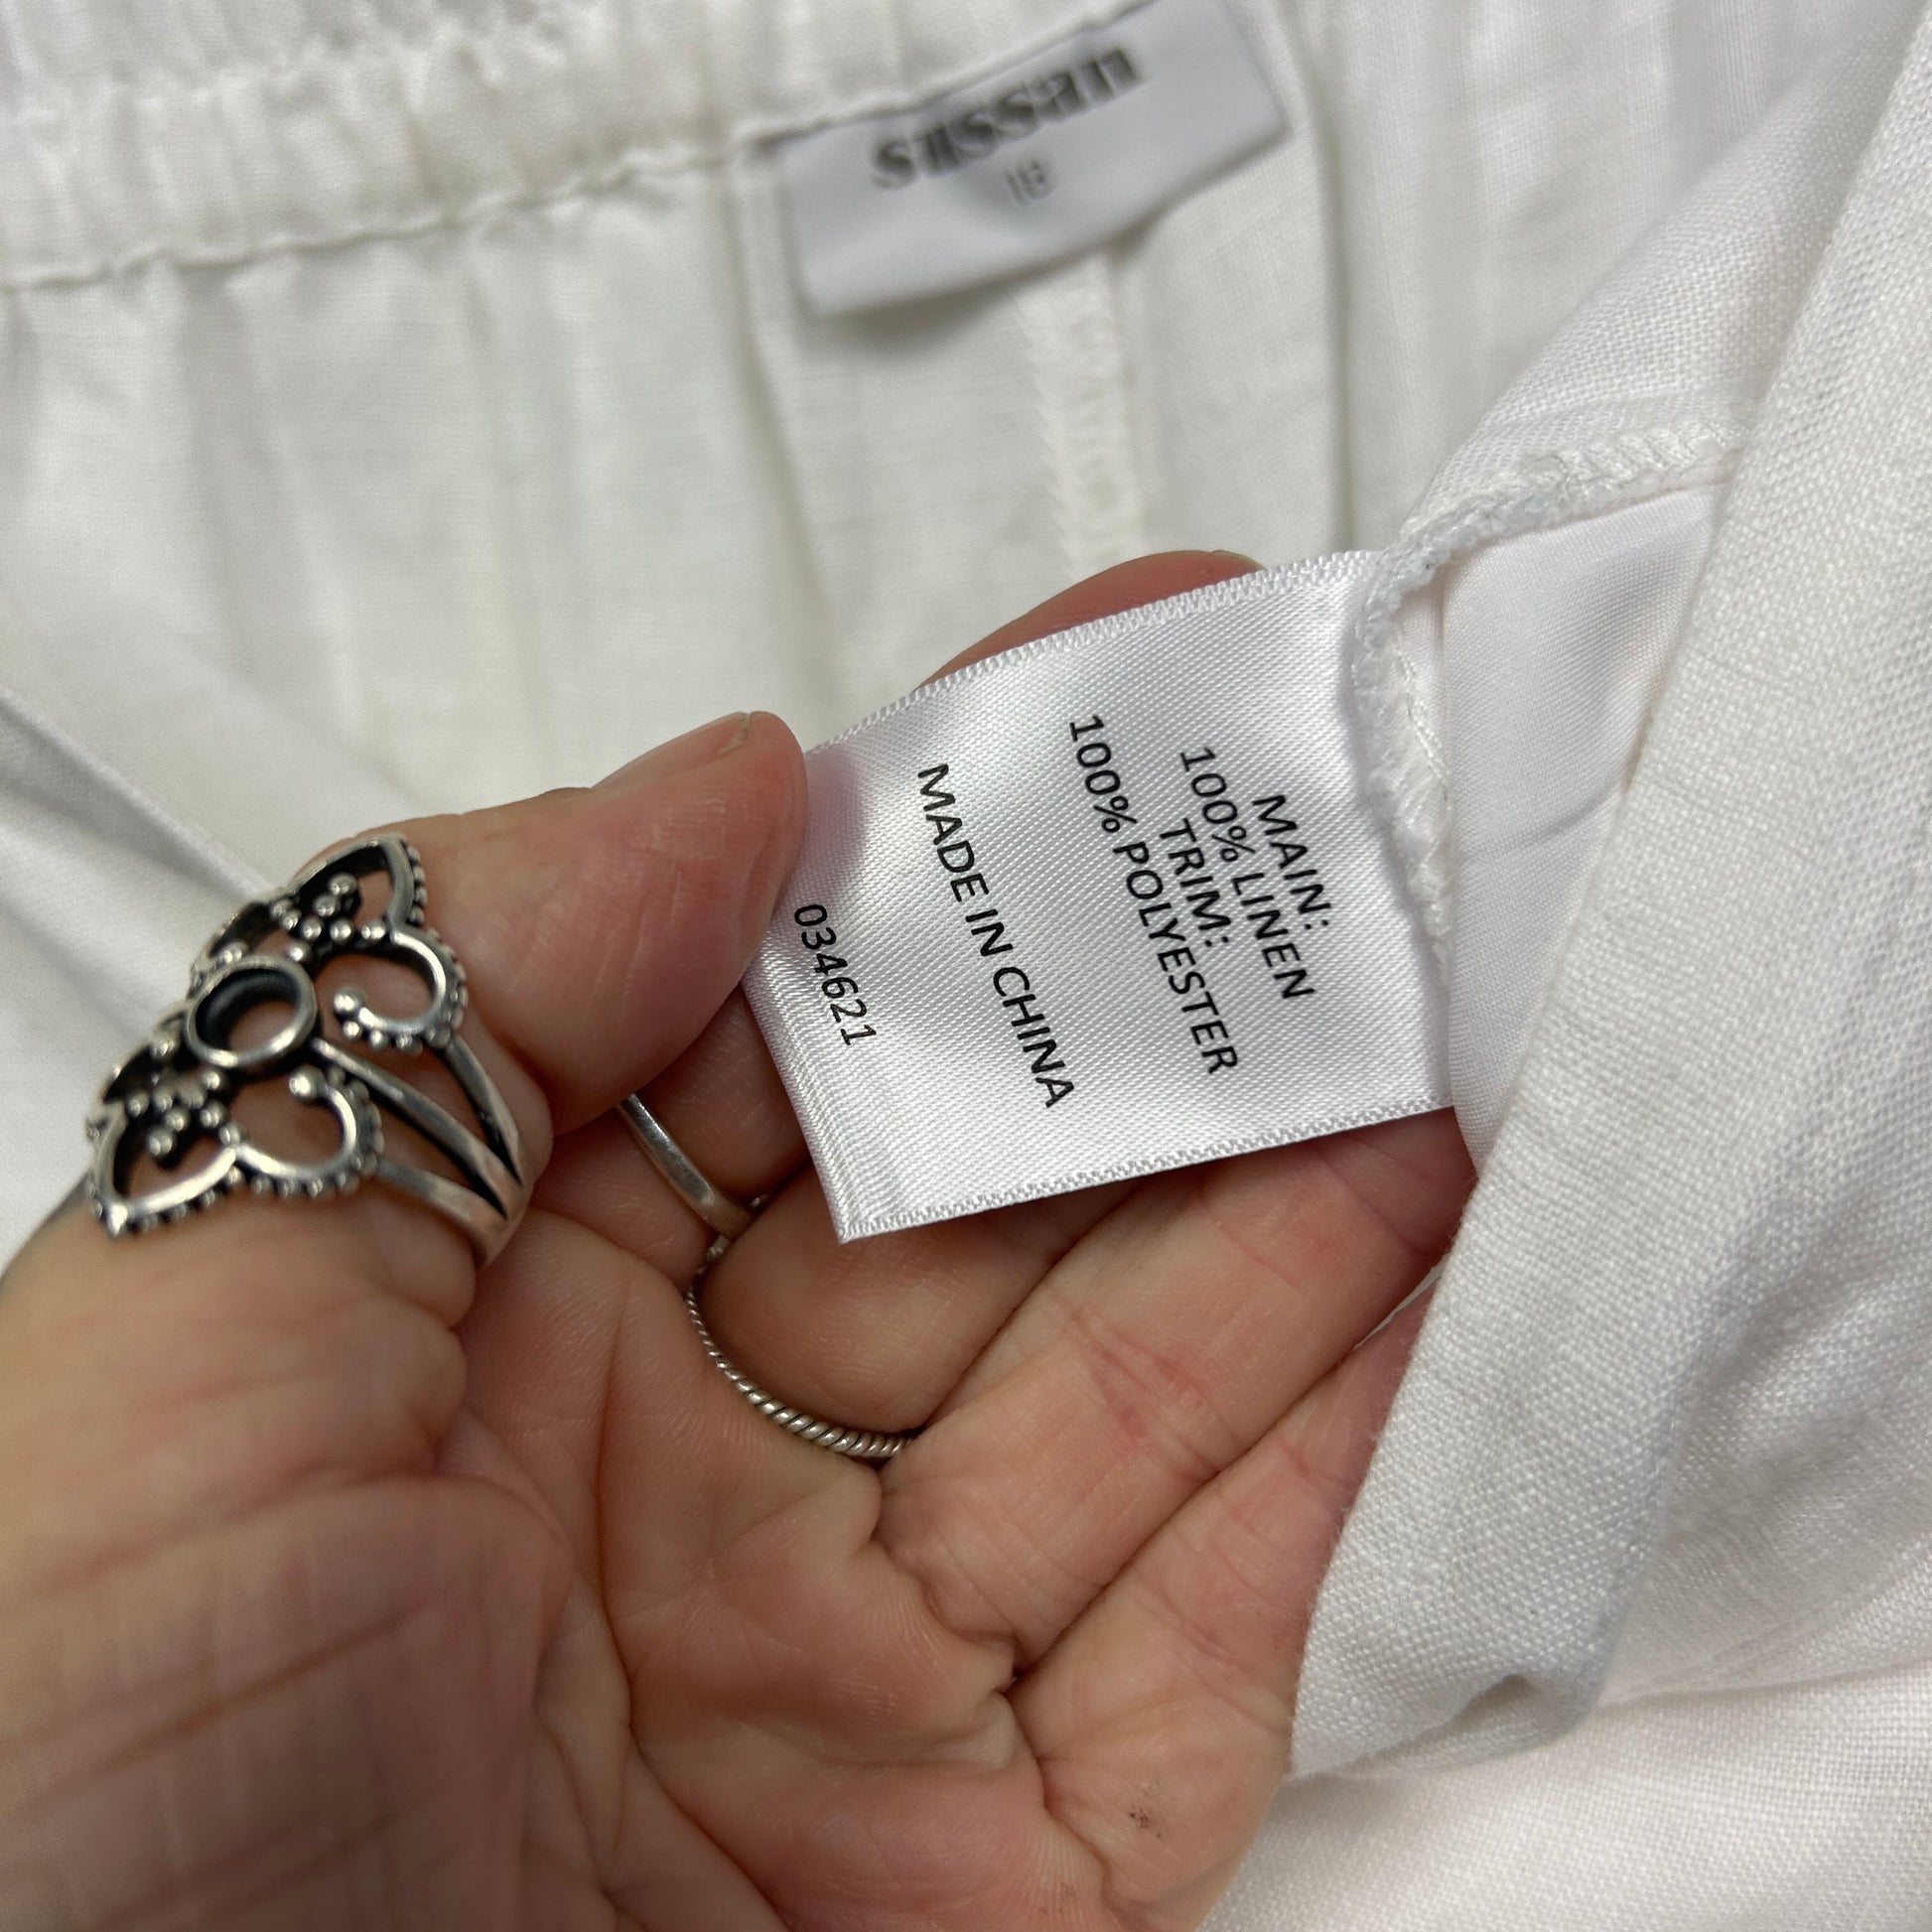 sussan
18
MAIN:
100% LINEN
TRIM:
100% POLYESTER
MADE IN CHINA
034621